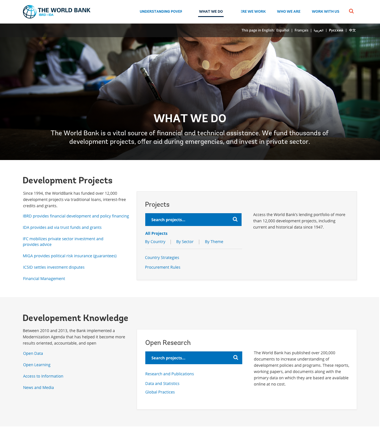 THE WORLD BANK
IBRD · IDA
UNDERSTANDING POVERTY
WHAT WE DO
WHO WE ARE
WORK WITH US
This page in English Español | Français | العربية | Русский | 中文
WHAT WE DO
The World Bank is a vital source of financial and technical assistance. We fund thousands of
development projects, offer aid during emergencies, and invest in private sector.
Development Projects
Since 1994, the WorldBank has funded over 12,000
development projects via traditional loans, interest-free
credits and grants.
IBRD provides financial development and policy financing
IDA provides aid via trust funds and grants
IFC mobilizes private sector investment and
provides advice
MIGA provides political risk insurance (guarantees)
ICSID settles investment disputes
Financial Management
Projects
Search projects...
All Projects
By Country | By Sector | By Theme
Country Strategies
Procurement Rules
Access the World Bank's lending portfolio of more
than 12,000 development projects, including
current and historical data since 1947.
Developement Knowledge
Between 2010 and 2013, the Bank implemented a
Modernization Agenda that has helped it become more
results oriented, accountable, and open
Open Data
Open Learning
Access to Information
News and Media
Open Research
Search projects...
Research and Publications
Data and Statistics
Global Practices
The World Bank has published over 200,000
documents to increase understanding of
development policies and programs. These reports,
working papers, and documents along with the
primary data on which they are based are available
online at no cost.